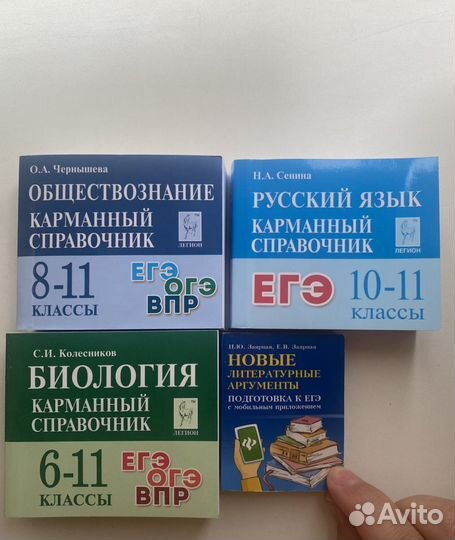 О.А. Чернышева
ОБЩЕСТВОЗНАНИЕ
КАРМАННЫЙ
СПРАВОЧНИК
ЛЕГИОН
8-11
КЛАССЫ
ЕГЭ
ОГЭ
ВПР
Н.А. Сенина
РУССКИЙ ЯЗЫК
КАРМАННЫЙ
СПРАВОЧНИК
ЛЕГИОН
ЕГЭ
10-11
КЛАССЫ
С.И. Колесников
БИОЛОГИЯ
КАРМАННЫЙ
СПРАВОЧНИК
ЛЕГИОН
6-11
КЛАССЫ
ЕГЭ
ОГЭ
ВПР
Н.Ю. Заярная, Е.В. Заярная
НОВЫЕ
ЛИТЕРАТУРНЫЕ
АРГУМЕНТЫ
ПОДГОТОВКА К ЕГЭ
с мобильным приложением
Avito